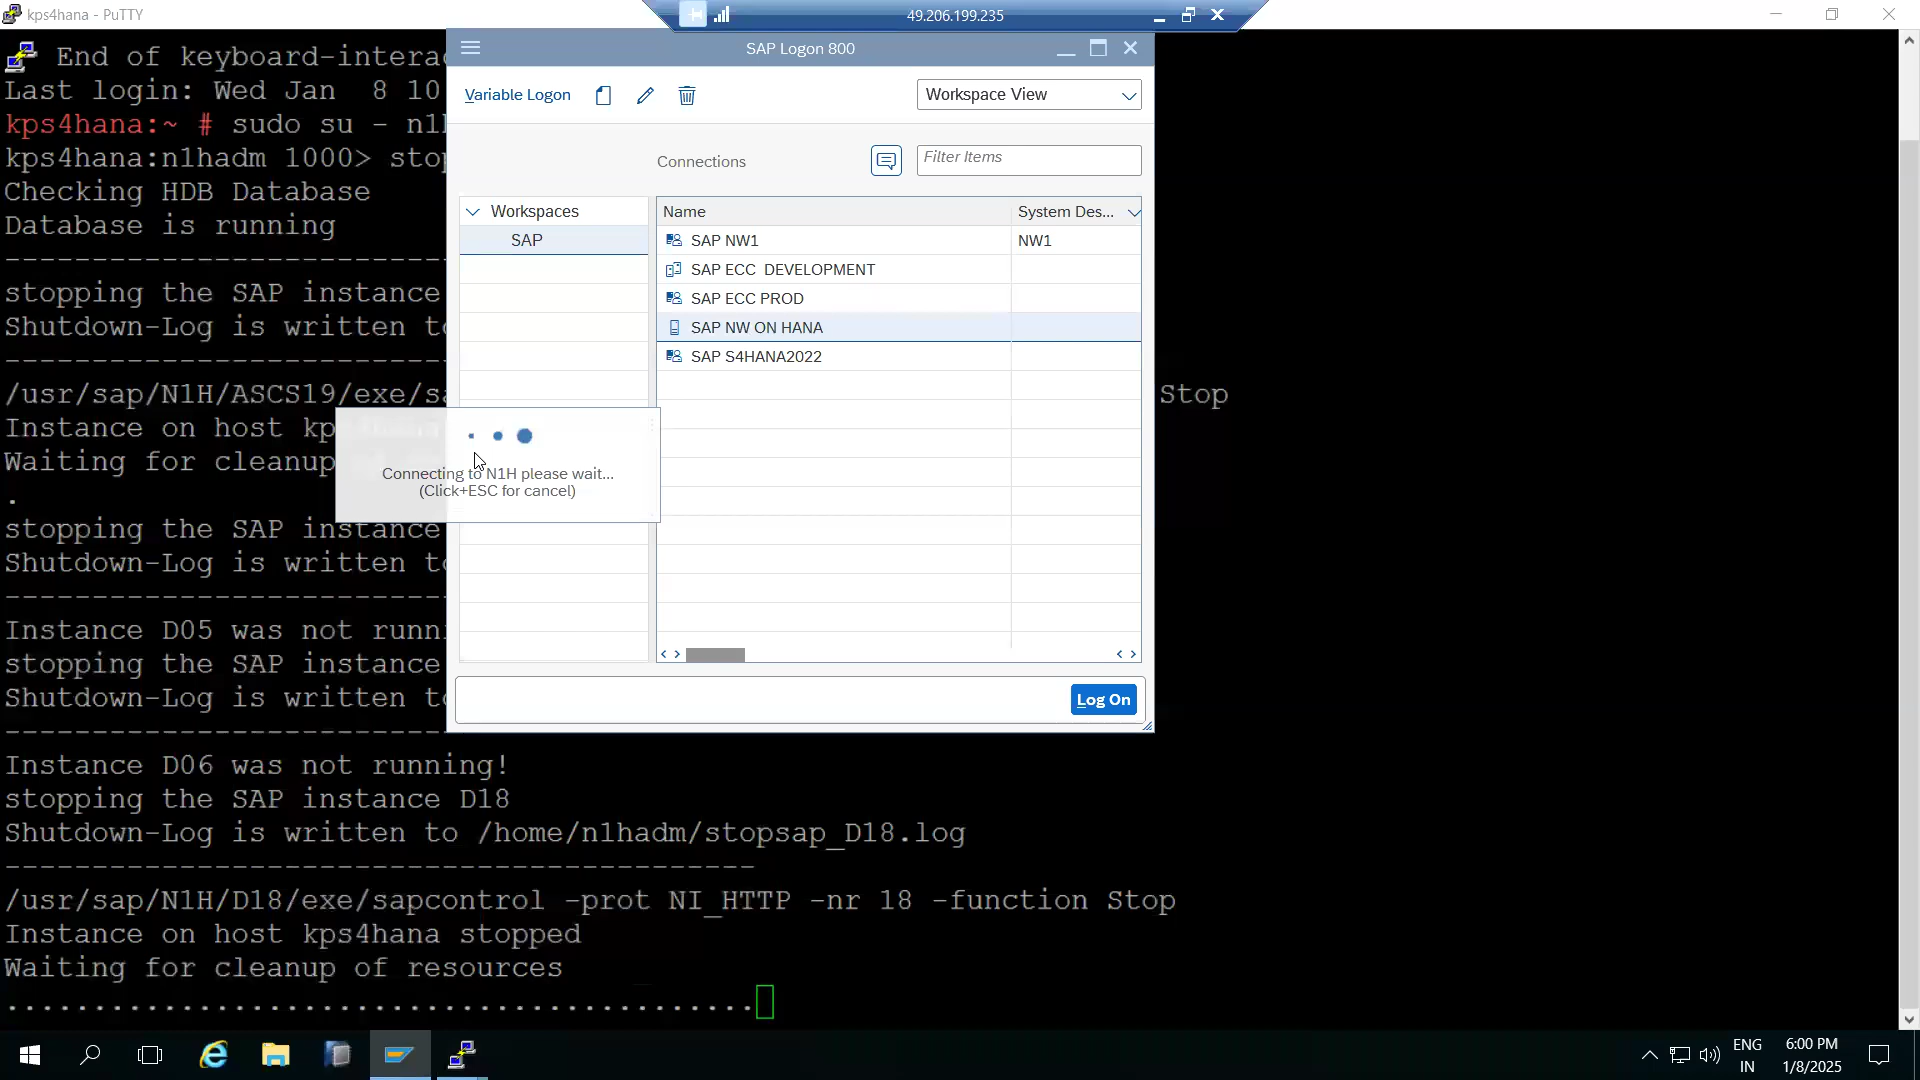 kps4hana - PuTTY
49.206.199.235
End of keyboard-interac
Last login: Wed Jan  8 10
kps4hana:~ # sudo su - n1h
kps4hana:n1hadm 1000> stop
Checking HDB Database
Database is running
------------------------
stopping the SAP instance
Shutdown-Log is written to
------------------------
/usr/sap/N1H/ASCS19/exe/sa
Stop
Instance on host kp
Waiting for cleanup
.
stopping the SAP instance
Shutdown-Log is written to
------------------------
Instance D05 was not runni
stopping the SAP instance
Shutdown-Log is written to
------------------------
Instance D06 was not running!
stopping the SAP instance D18
Shutdown-Log is written to /home/n1hadm/stopsap_D18.log
-------------------------------------------
/usr/sap/N1H/D18/exe/sapcontrol -prot NI_HTTP -nr 18 -function Stop
Instance on host kps4hana stopped
Waiting for cleanup of resources
...........................................
SAP Logon 800
Variable Logon
Workspace View
Connections
Filter Items
Workspaces
SAP
Name
System Des...
SAP NW1
NW1
SAP ECC  DEVELOPMENT
SAP ECC PROD
SAP NW ON HANA
SAP S4HANA2022
Connecting to N1H please wait...
(Click+ESC for cancel)
Log On
ENG
IN
6:00 PM
1/8/2025